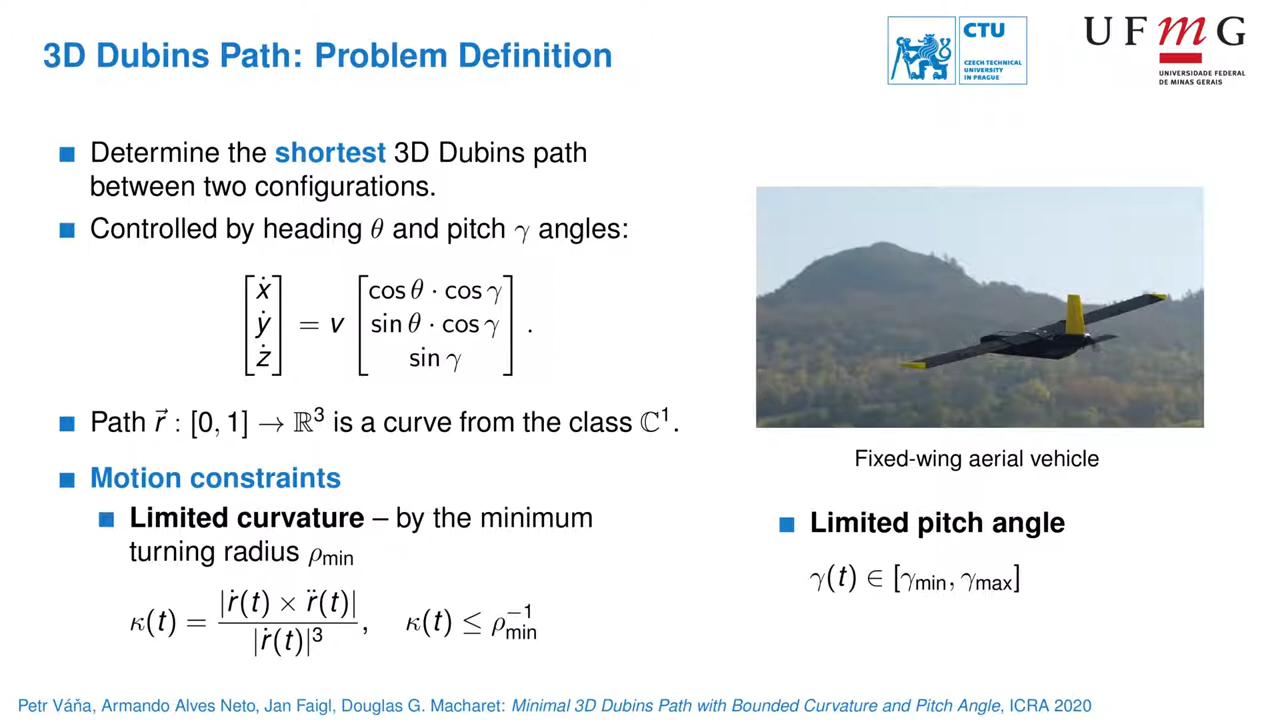 3D Dubins Path: Problem Definition
CTU
CZECH TECHNICAL
UNIVERSITY
IN PRAGUE
UFmG
UNIVERSIDADE FEDERAL
DE MINAS GERAIS
Determine the shortest 3D Dubins path
between two configurations.
Controlled by heading θ and pitch γ angles:
[ẋ ẏ ż] = v [cos θ · cos γ sin θ · cos γ sin γ].
Path r⃗ : [0, 1] → ℝ³ is a curve from the class ℂ¹.
Motion constraints
Limited curvature – by the minimum
turning radius ρmin
κ(t) = |ṙ(t) × r̈(t)| / |ṙ(t)|³, κ(t) ≤ ρmin⁻¹
Fixed-wing aerial vehicle
Limited pitch angle
γ(t) ∈ [γmin, γmax]
Petr Váňa, Armando Alves Neto, Jan Faigl, Douglas G. Macharet: Minimal 3D Dubins Path with Bounded Curvature and Pitch Angle, ICRA 2020